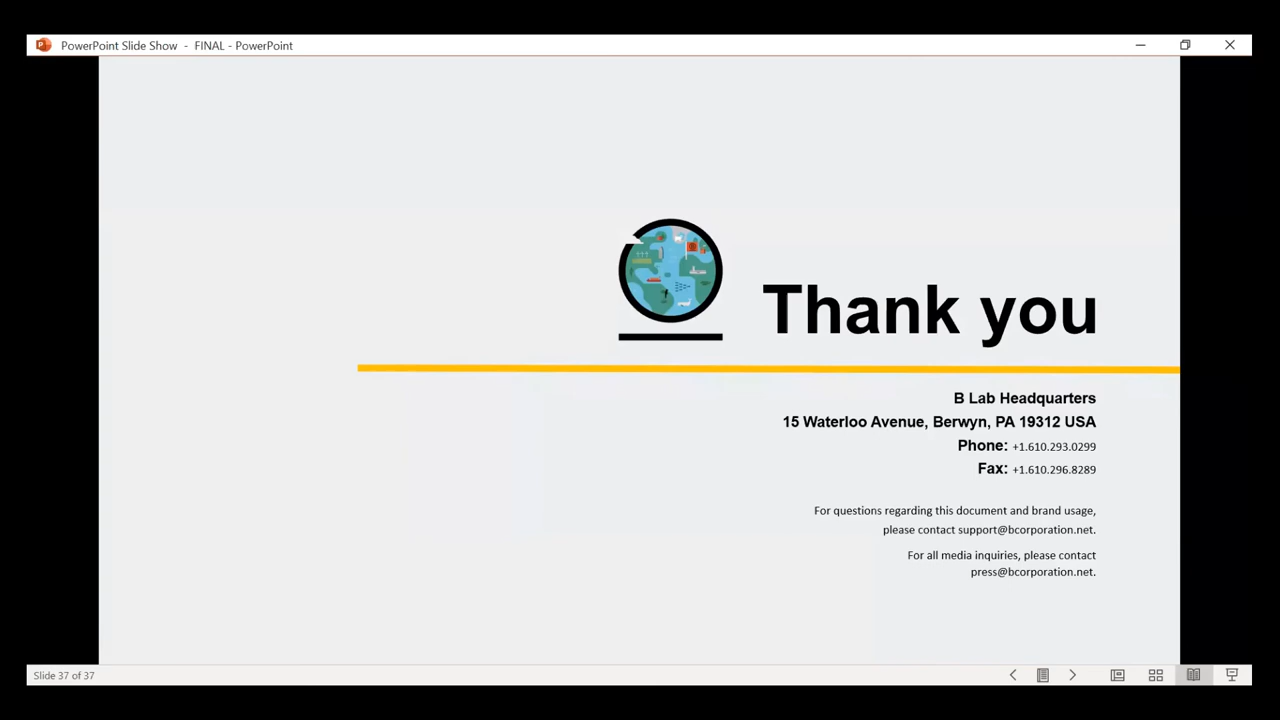 PowerPoint Slide Show - FINAL - PowerPoint
Thank you
B Lab Headquarters
15 Waterloo Avenue, Berwyn, PA 19312 USA
Phone: +1.610.293.0299
Fax: +1.610.296.8289
For questions regarding this document and brand usage,
please contact support@bcorporation.net.
For all media inquiries, please contact
press@bcorporation.net.
Slide 37 of 37